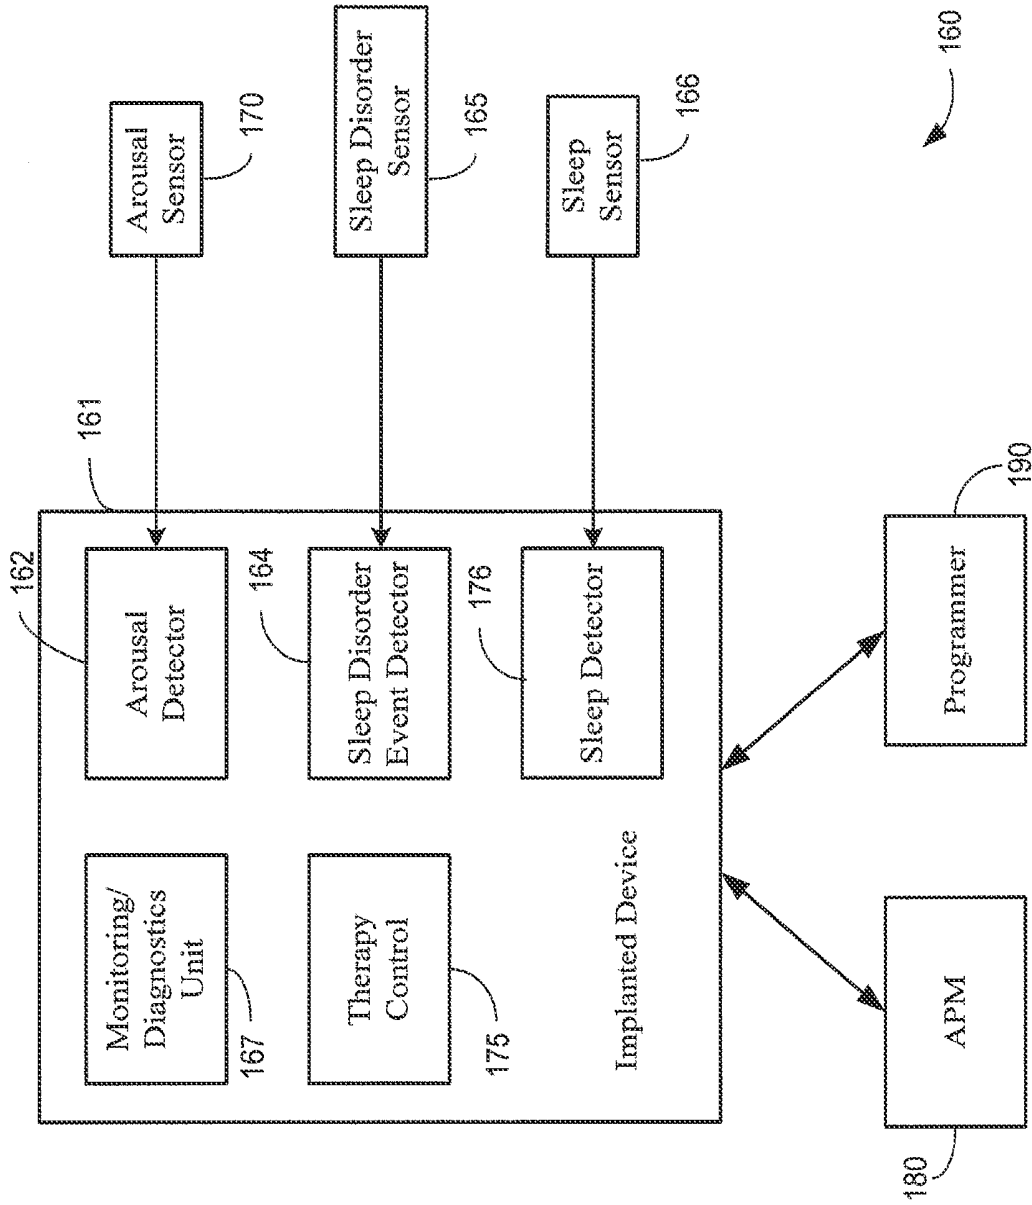 162
161
Monitoring/
Diagnostics
Unit
Arousal
Detector
Arousal
Sensor
167
164
170
Therapy
Control
Sleep Disorder
Event Detector
Sleep Disorder
Sensor
175
176
165
Sleep Detector
Sleep
Sensor
Implanted Device
166
180
APM
Programmer
160
190